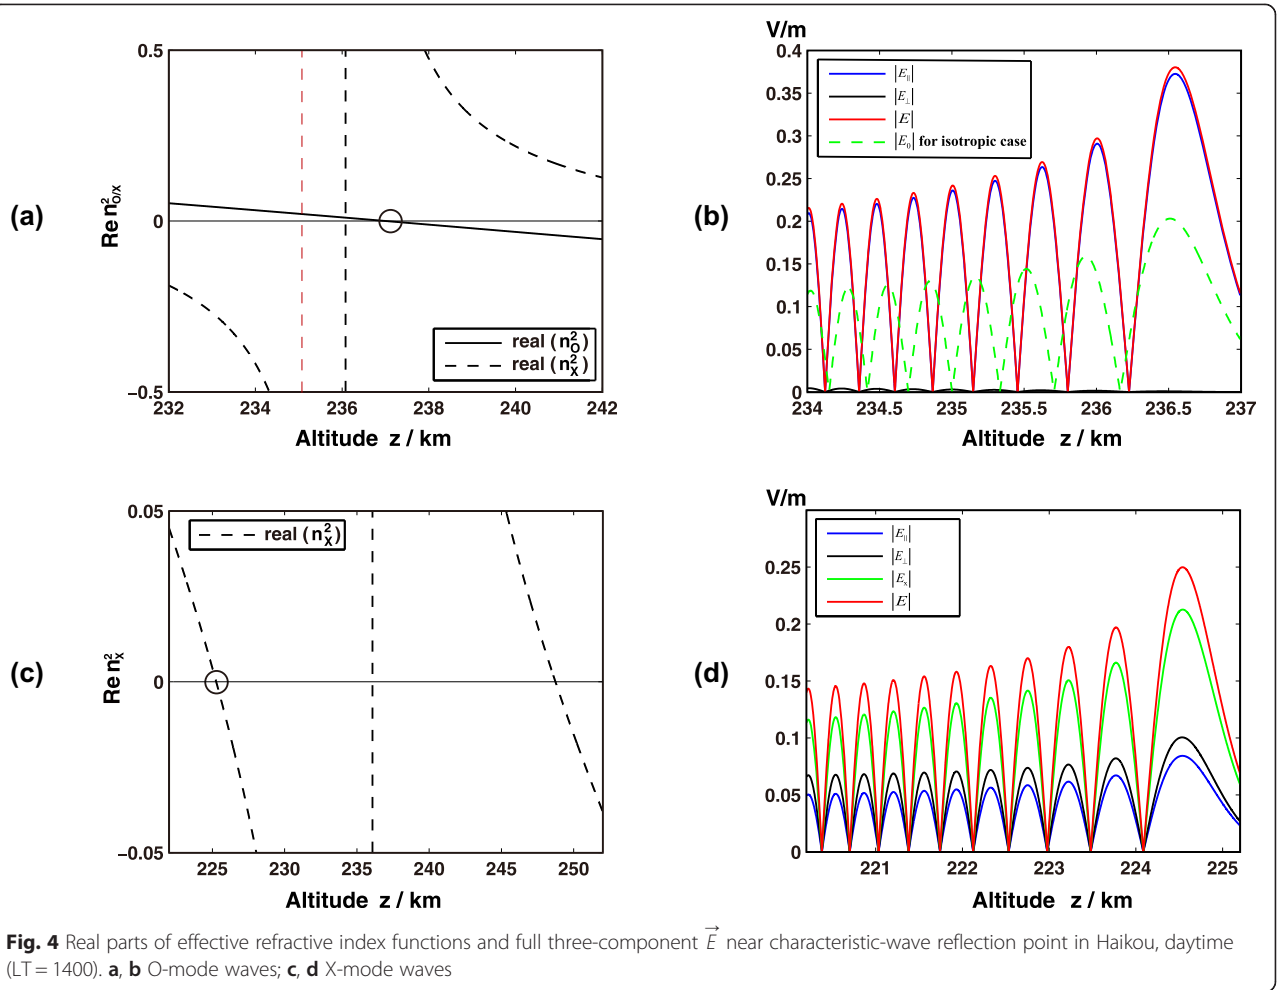 (a)
0.5
0
−0.5
Re n²O/X
232 234 236 238 240 242
Altitude z / km
real (n²O)
real (n²X)
(b)
V/m
0.4
0.35
0.3
0.25
0.2
0.15
0.1
0.05
0
234 234.5 235 235.5 236 236.5 237
Altitude z / km
|E∥|
|E⊥|
|E|
|E0| for isotropic case
(c)
0.05
0
−0.05
Re n²X
225 230 235 240 245 250
Altitude z / km
real (n²X)
(d)
V/m
0.25
0.2
0.15
0.1
0.05
0
221 222 223 224 225
Altitude z / km
|E∥|
|E⊥|
|Ex|
|E|
Fig. 4 Real parts of effective refractive index functions and full three-component E⃗ near characteristic-wave reflection point in Haikou, daytime
(LT = 1400). a, b O-mode waves; c, d X-mode waves